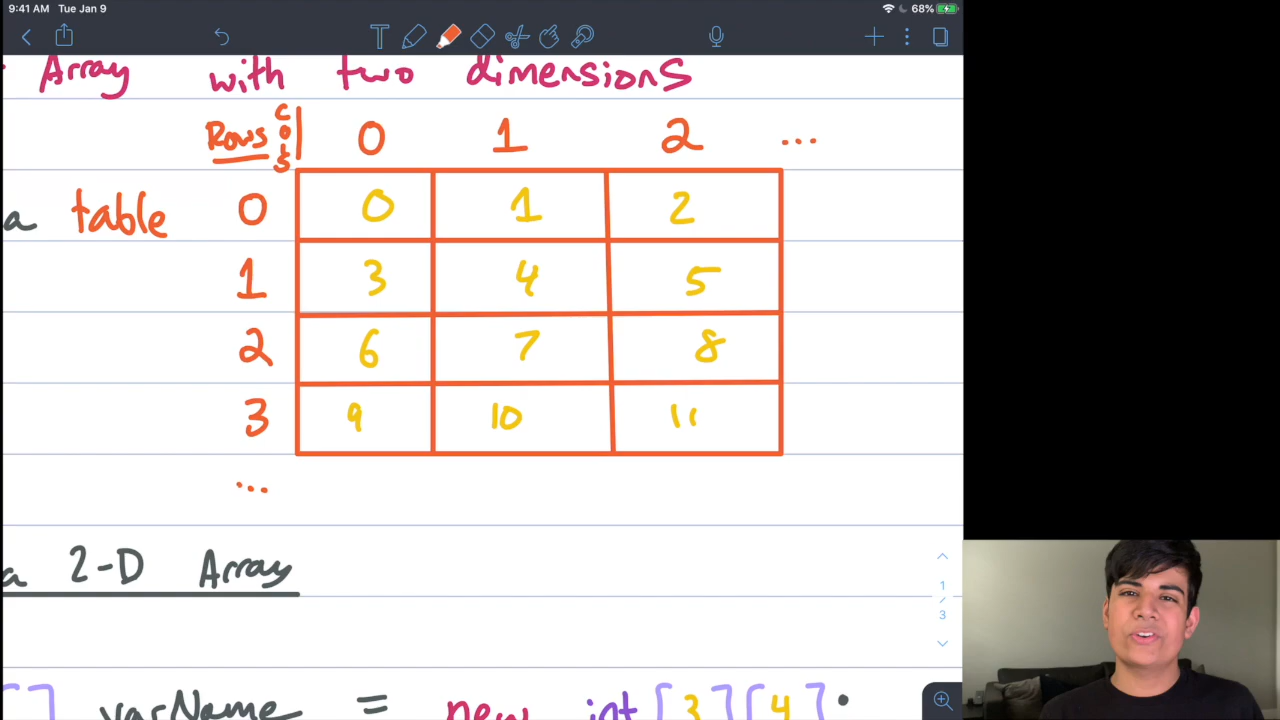 9:41 AM Tue Jan 9
68%
Array with two dimensions
Rows cols 0 1 2 ...
a table 0 0 1 2
1 3 4 5
2 6 7 8
3 9 10 11
...
a 2-D Array
1
/
3
[] varName = new int[3][4]